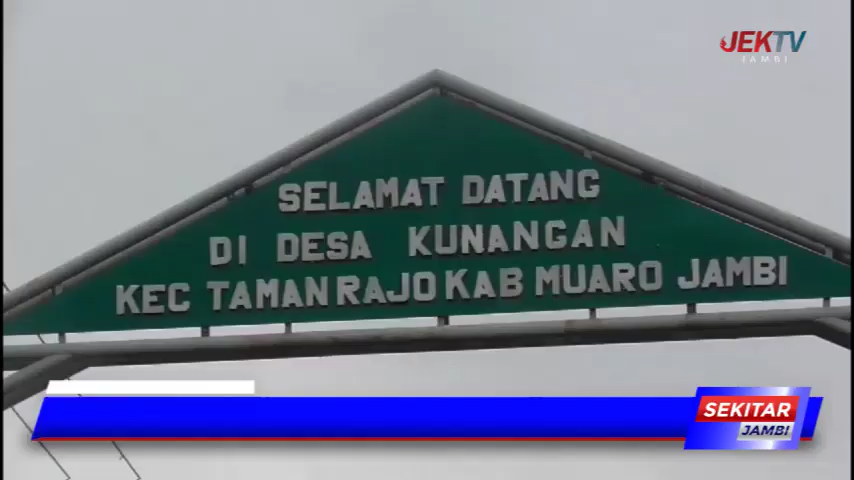 JEKTV
JAMBI
SELAMAT DATANG
DI DESA KUNANGAN
KEC TAMAN RAJO KAB MUARO JAMBI
SEKITAR
JAMBI